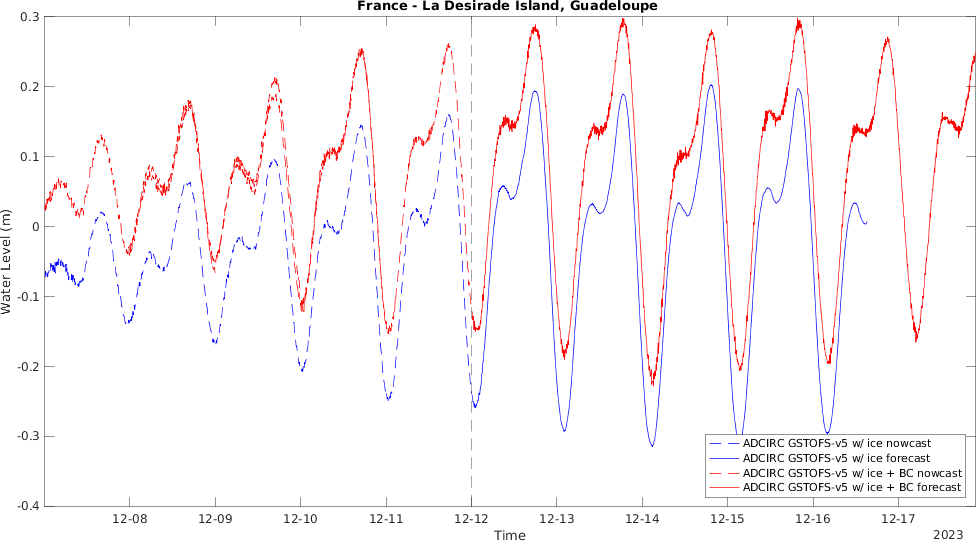 France - La Desirade Island, Guadeloupe
0.3
0.2
0.1
0
-0.1
-0.2
-0.3
-0.4
Water Level (m)
ADCIRC GSTOFS-v5 w/ ice nowcast
ADCIRC GSTOFS-v5 w/ ice forecast
ADCIRC GSTOFS-v5 w/ ice + BC nowcast
ADCIRC GSTOFS-v5 w/ ice + BC forecast
12-08 12-09 12-10 12-11 12-12 12-13 12-14 12-15 12-16 12-17
Time
2023